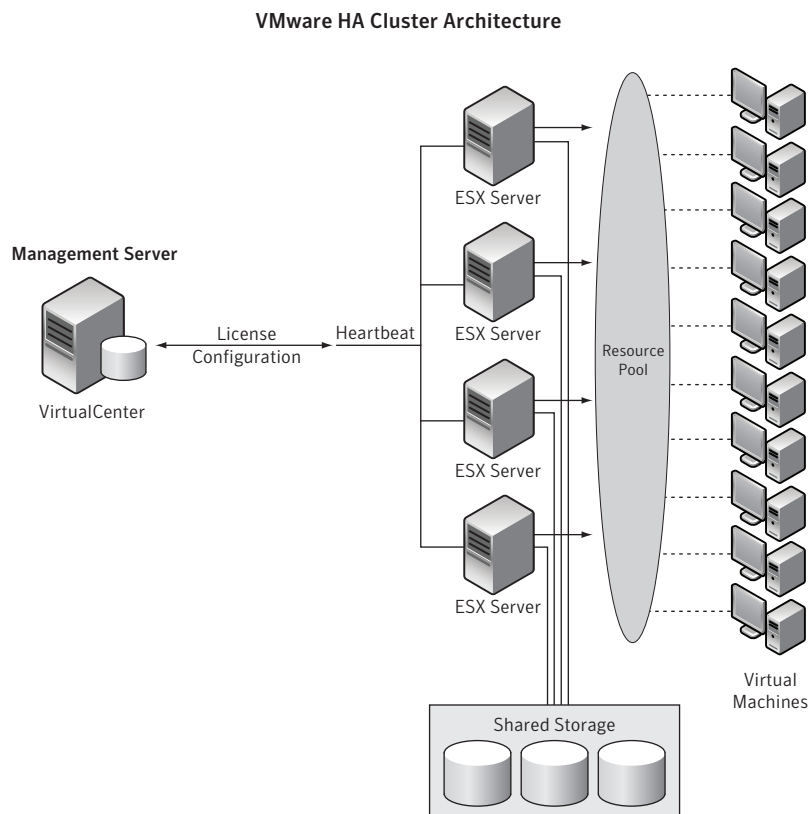 VMware HA Cluster Architecture
ESX Server
Management Server
ESX Server
License
Configuration
Heartbeat
Resource
Pool
VirtualCenter
ESX Server
ESX Server
Virtual
Machines
Shared Storage